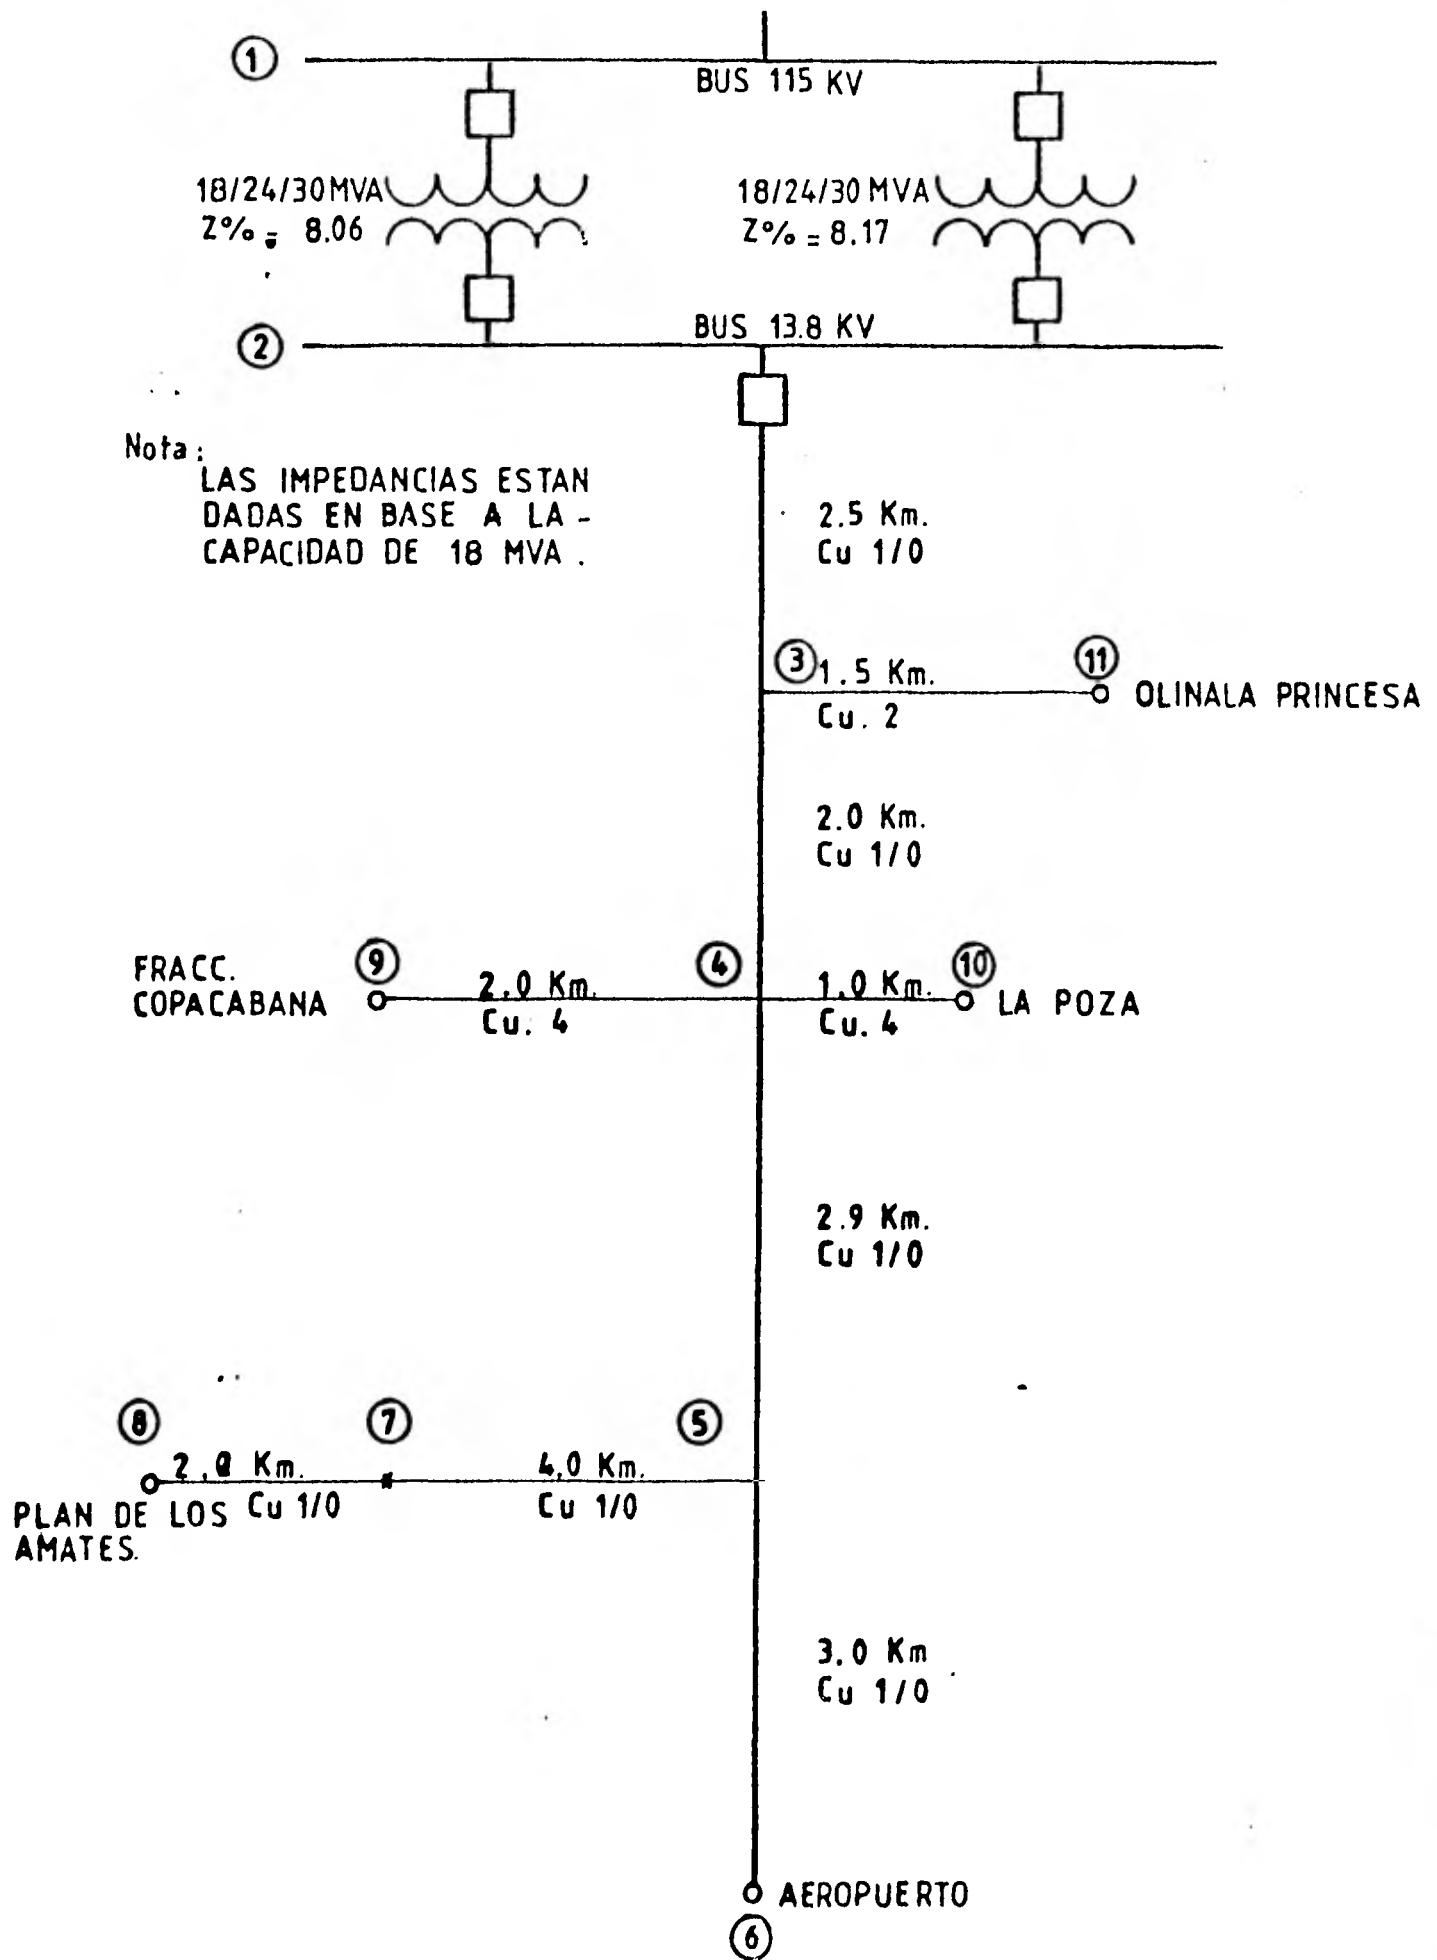 1
BUS 115 KV
18/24/30 MVA
Z% = 8.06
18/24/30 MVA
Z% = 8.17
2
BUS 13.8 KV
Nota:
LAS IMPEDANCIAS ESTAN
DADAS EN BASE A LA -
CAPACIDAD DE 18 MVA .
2.5 Km.
Cu 1/0
3
1.5 Km.
Cu. 2
11
OLINALA PRINCESA
2.0 Km.
Cu 1/0
FRACC.
COPACABANA
9
2.0 Km.
Cu. 4
4
1.0 Km.
Cu. 4
10
LA POZA
2.9 Km.
Cu 1/0
8
2.0 Km.
Cu 1/0
7
4.0 Km.
Cu 1/0
5
PLAN DE LOS
AMATES.
3.0 Km
Cu 1/0
AEROPUERTO
6